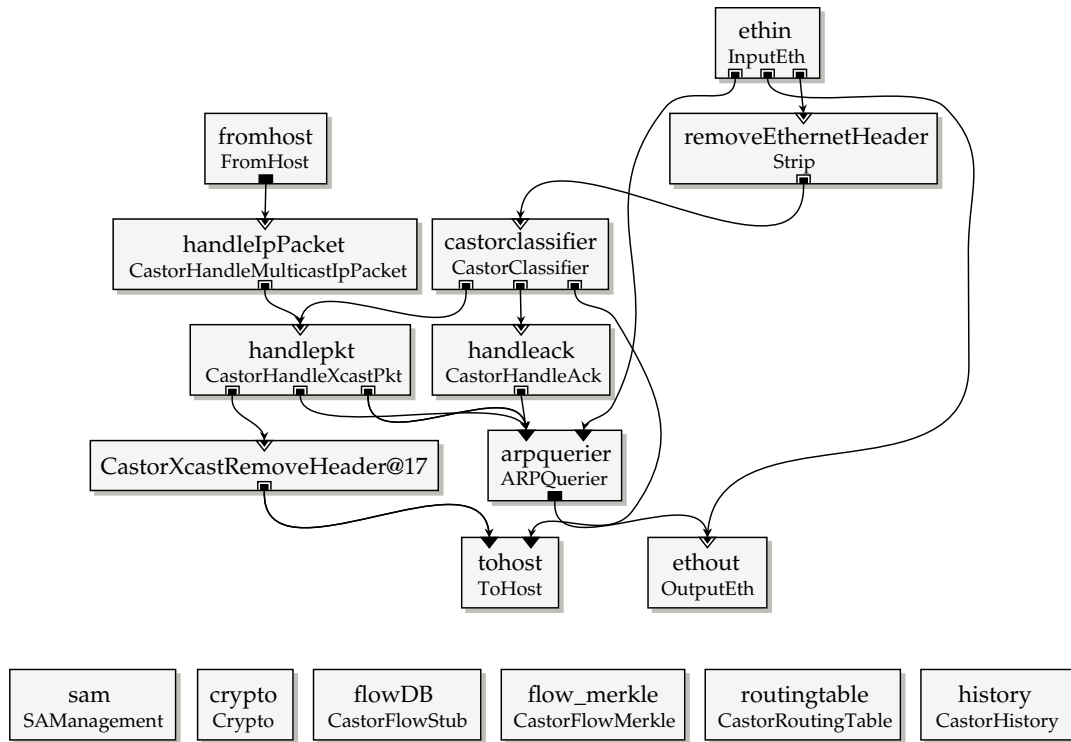 ethin
InputEth
fromhost
FromHost
removeEthernetHeader
Strip
handleIpPacket
CastorHandleMulticastIpPacket
castorclassifier
CastorClassifier
handlepkt
CastorHandleXcastPkt
handleack
CastorHandleAck
CastorXcastRemoveHeader@17
arpquerier
ARPQuerier
tohost
ToHost
ethout
OutputEth
sam
SAManagement
crypto
Crypto
flowDB
CastorFlowStub
flow_merkle
CastorFlowMerkle
routingtable
CastorRoutingTable
history
CastorHistory